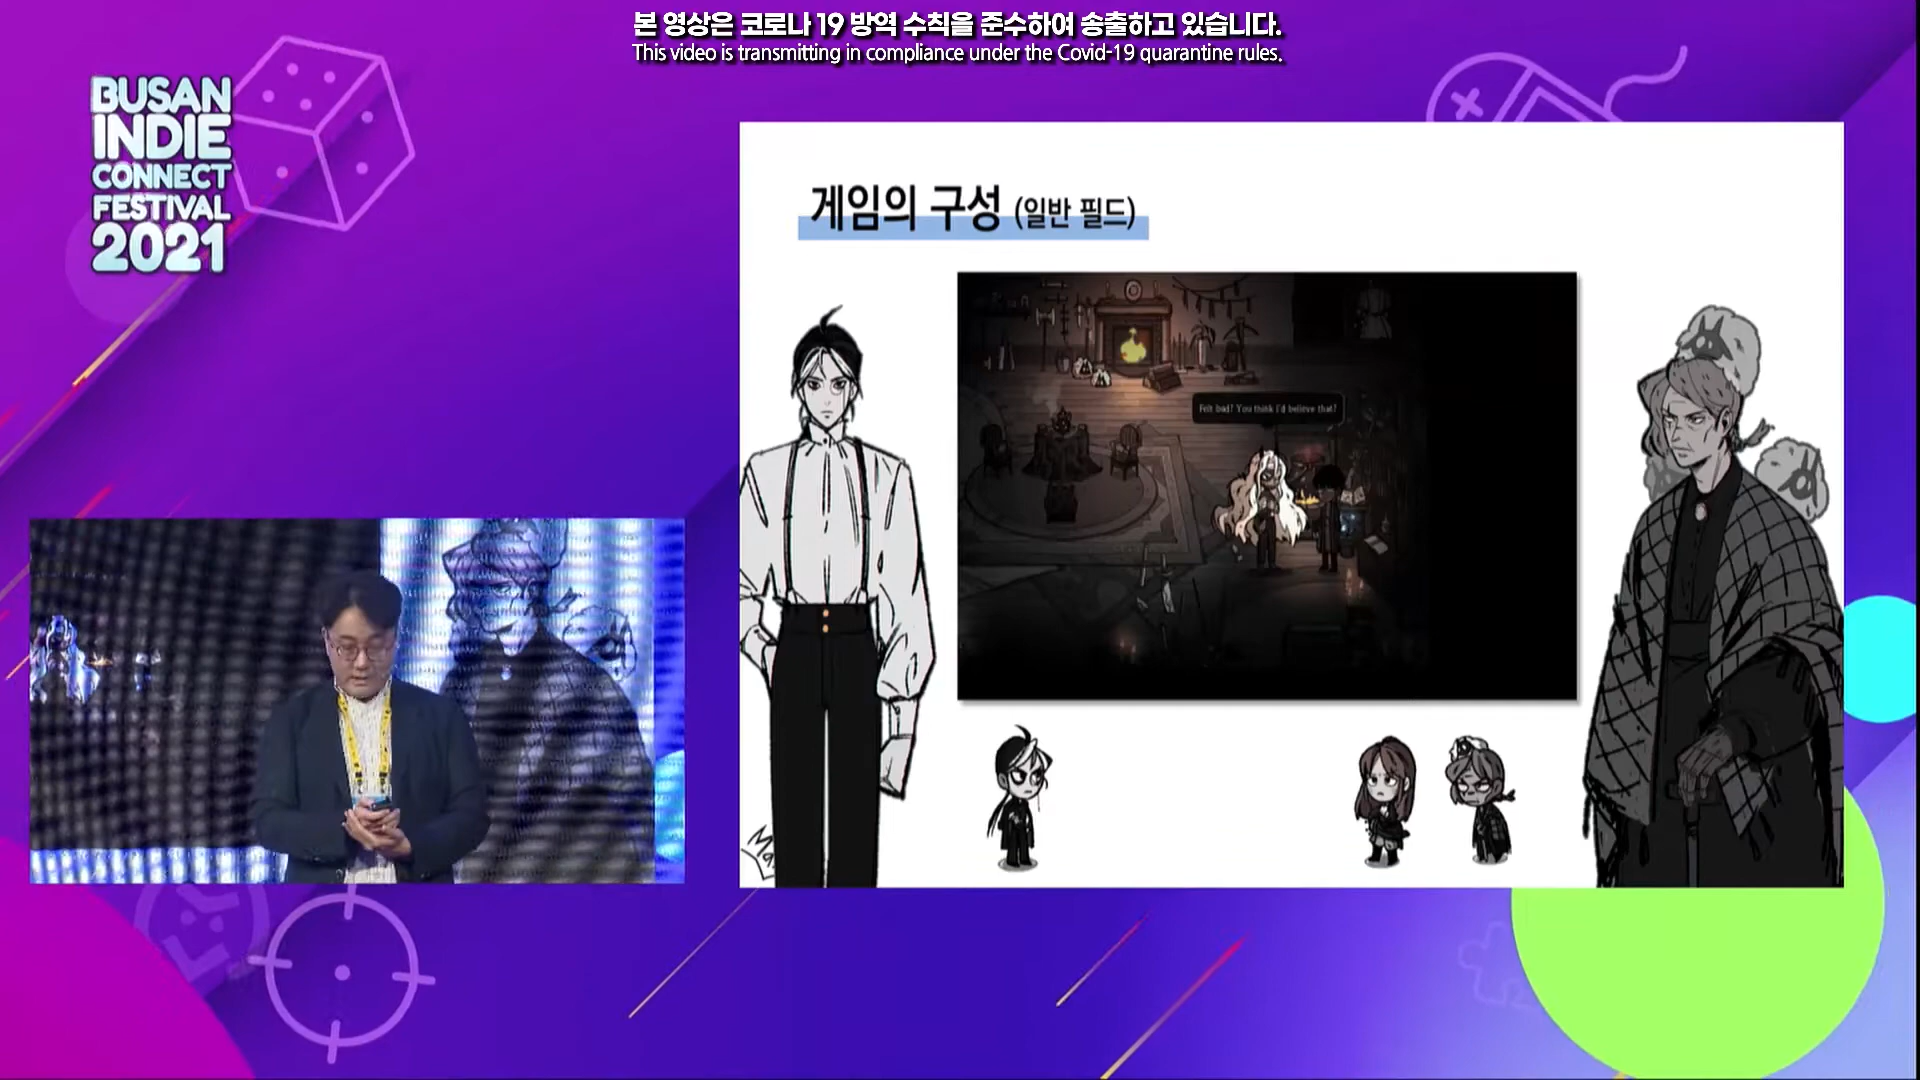 본 영상은 코로나 19 방역 수칙을 준수하여 송출하고 있습니다.
This video is transmitting in compliance under the Covid-19 quarantine rules.
BUSAN
INDIE
CONNECT
FESTIVAL
2021
게임의 구성 (일반 필드)
Felt bad? You think I'd believe that?